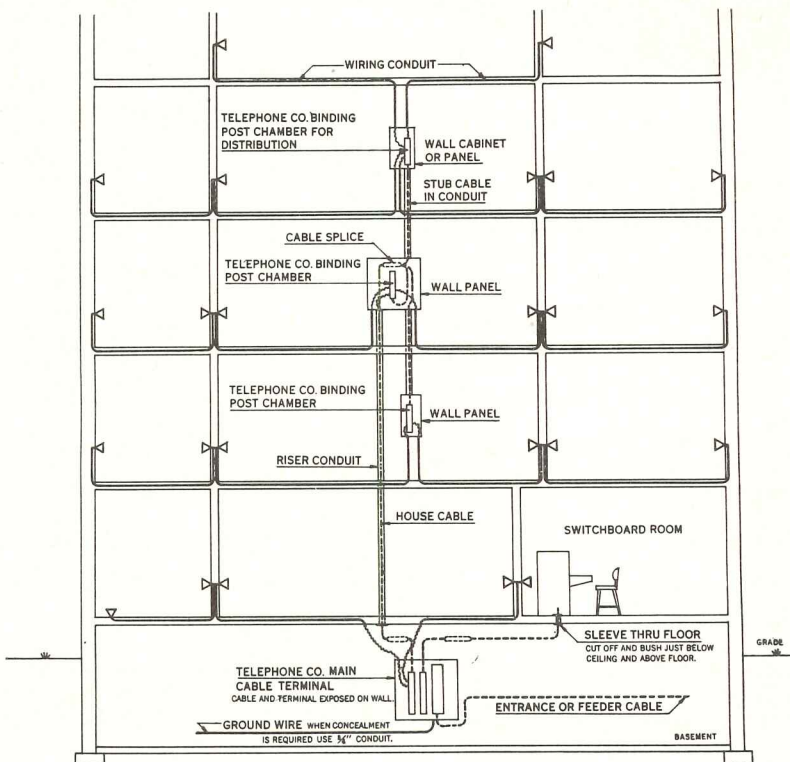 WIRING CONDUIT
TELEPHONE CO. BINDING
POST CHAMBER FOR
DISTRIBUTION
WALL CABINET
OR PANEL
STUB CABLE
IN CONDUIT
CABLE SPLICE
TELEPHONE CO. BINDING
POST CHAMBER
WALL PANEL
TELEPHONE CO. BINDING
POST CHAMBER
WALL PANEL
RISER CONDUIT
HOUSE CABLE
SWITCHBOARD ROOM
SLEEVE THRU FLOOR
CUT OFF AND BUSH JUST BELOW
CEILING AND ABOVE FLOOR.
GRADE
TELEPHONE CO. MAIN
CABLE TERMINAL
CABLE AND TERMINAL EXPOSED ON WALL.
ENTRANCE OR FEEDER CABLE
GROUND WIRE WHEN CONCEALMENT
IS REQUIRED USE CONDUIT.
BASEMENT